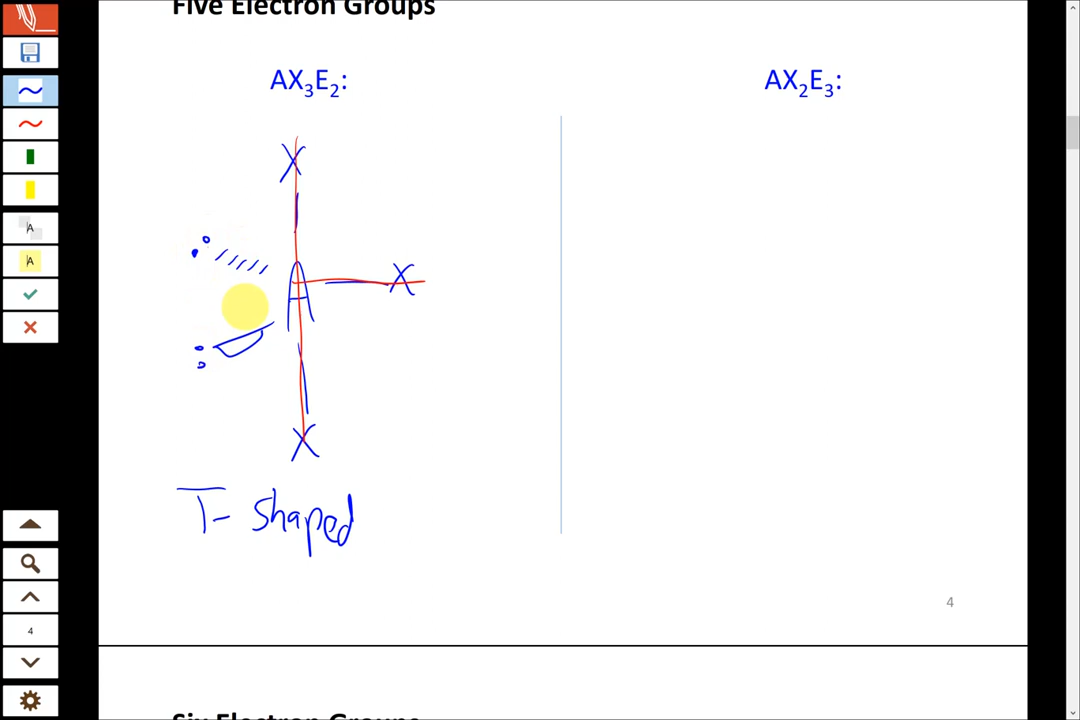 Five Electron Groups
AX₃E₂:
AX₂E₃:
X
X
A
X
T- shaped
4
4
Six Electron Groups
A
A